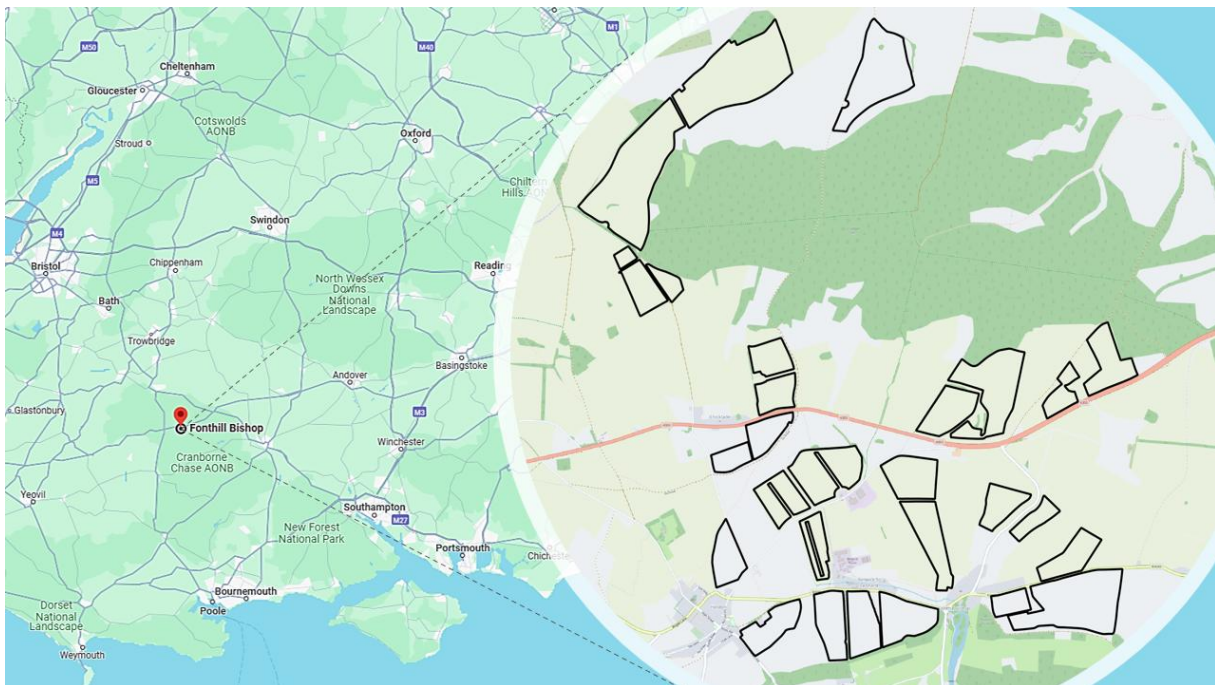 M50
Cheltenham
Gloucester
Cotswolds
AONB
M40
M1
Oxford
Stroud
M5
Chiltern
Hills
Swindon
M4
Bristol
Chippenham
Reading
North Wessex
Downs
National
Landscape
Bath
Trowbridge
Basingstoke
Andover
M3
Glastonbury
Fonthill Bishop
Winchester
Cranborne
Chase AONB
Yeovil
Southampton
M27
New Forest
National Park
Portsmouth
Chiche
Bournemouth
Poole
Dorset
National
Landscape
Weymouth